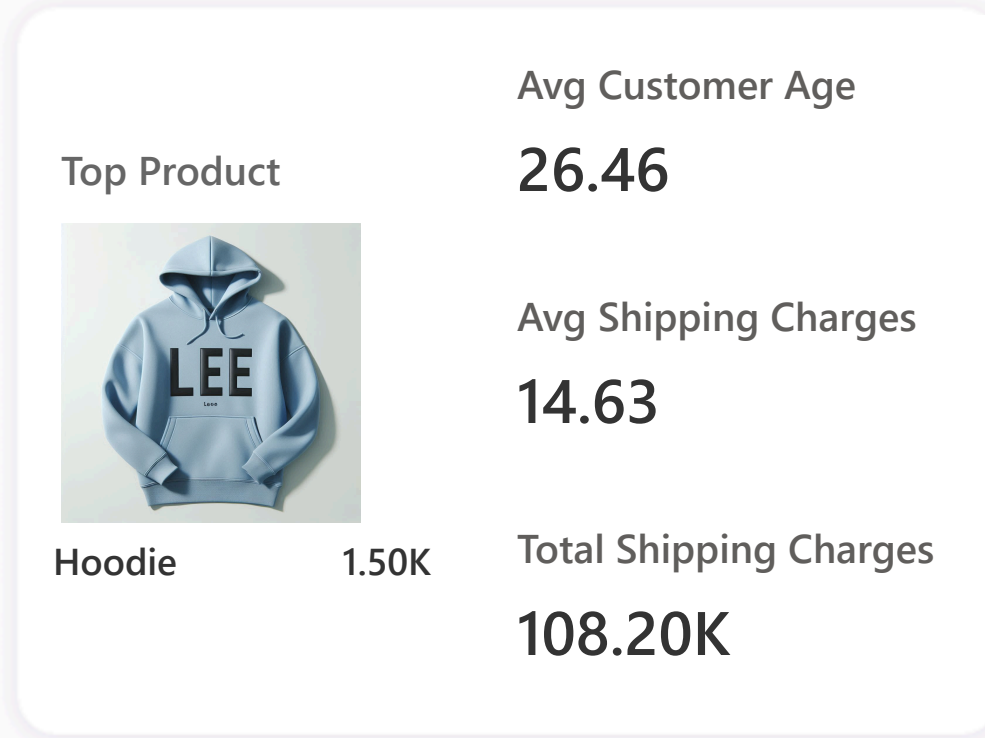 Top Product
LEE
Lene
Hoodie 1.50K
Avg Customer Age
26.46
Avg Shipping Charges
14.63
Total Shipping Charges
108.20K